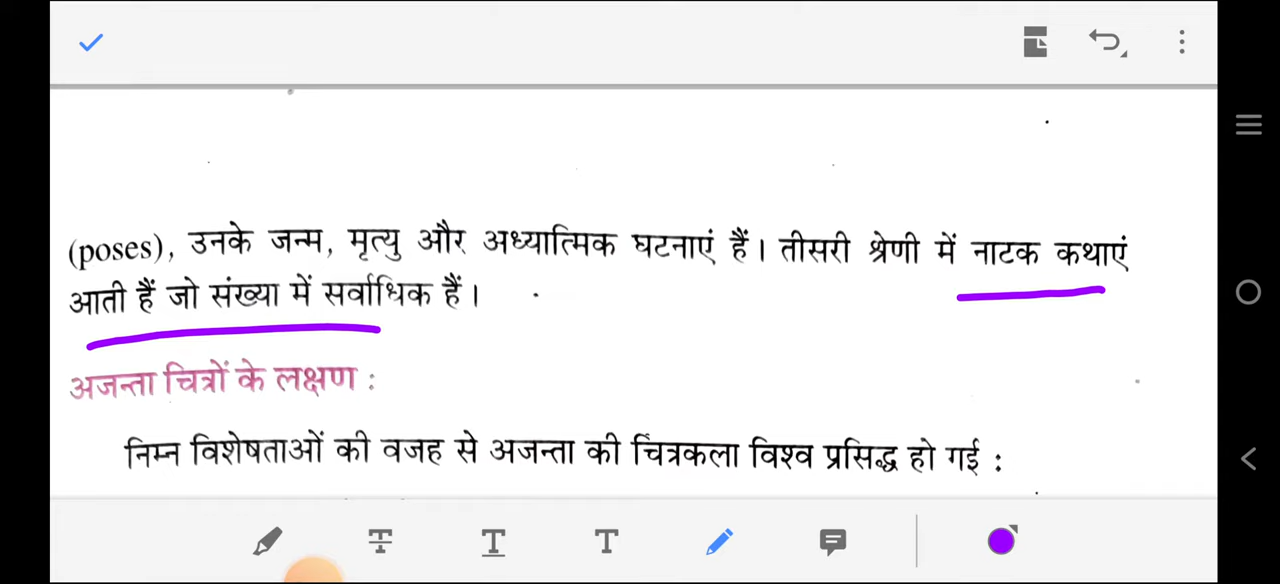 (poses), उनके जन्म, मृत्यु और अध्यात्मिक घटनाएं हैं। तीसरी श्रेणी में नाटक कथाएं
आती हैं जो संख्या में सर्वाधिक हैं।
अजन्ता चित्रों के लक्षण :
निम्न विशेषताओं की वजह से अजन्ता की चित्रकला विश्व प्रसिद्ध हो गई :